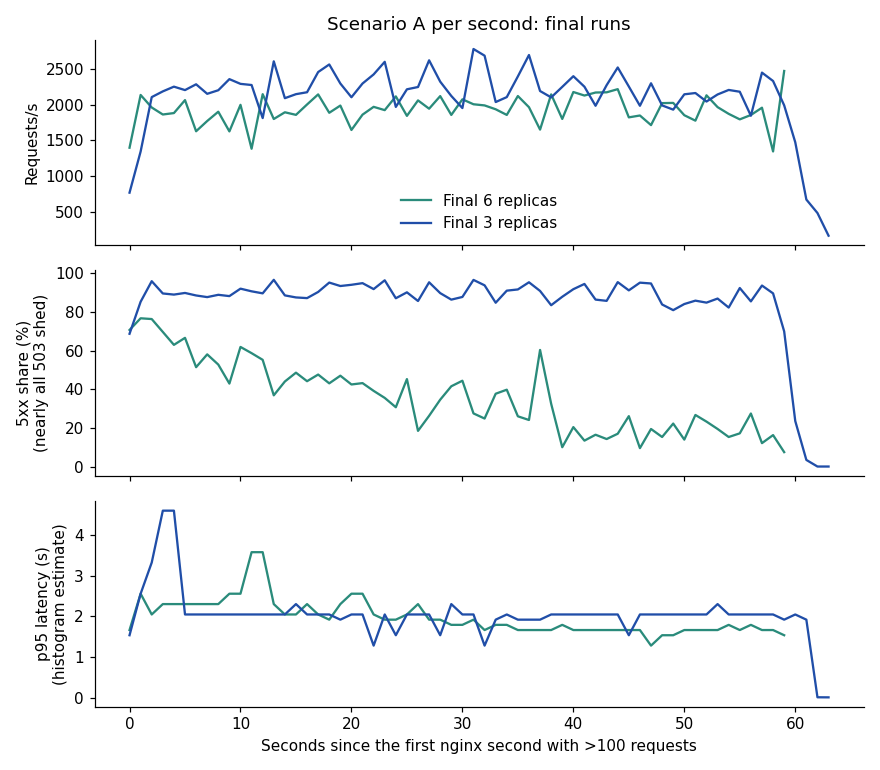 Scenario A per second: final runs
Requests/s
2500
2000
1500
1000
500
Final 6 replicas
Final 3 replicas
5xx share (%)
(nearly all 503 shed)
100
80
60
40
20
0
p95 latency (s)
(histogram estimate)
4
3
2
1
0
0 10 20 30 40 50 60
Seconds since the first nginx second with >100 requests